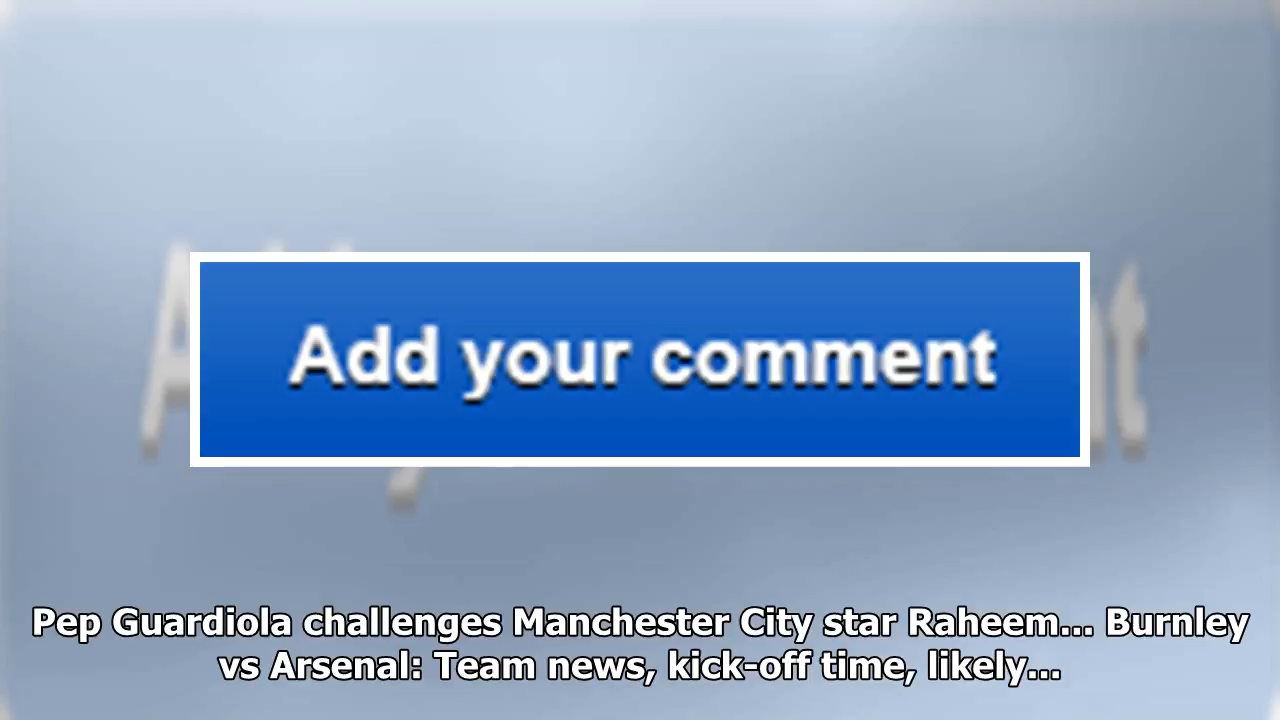 Add your comment
Pep Guardiola challenges Manchester City star Raheem... Burnley
vs Arsenal: Team news, kick-off time, likely...